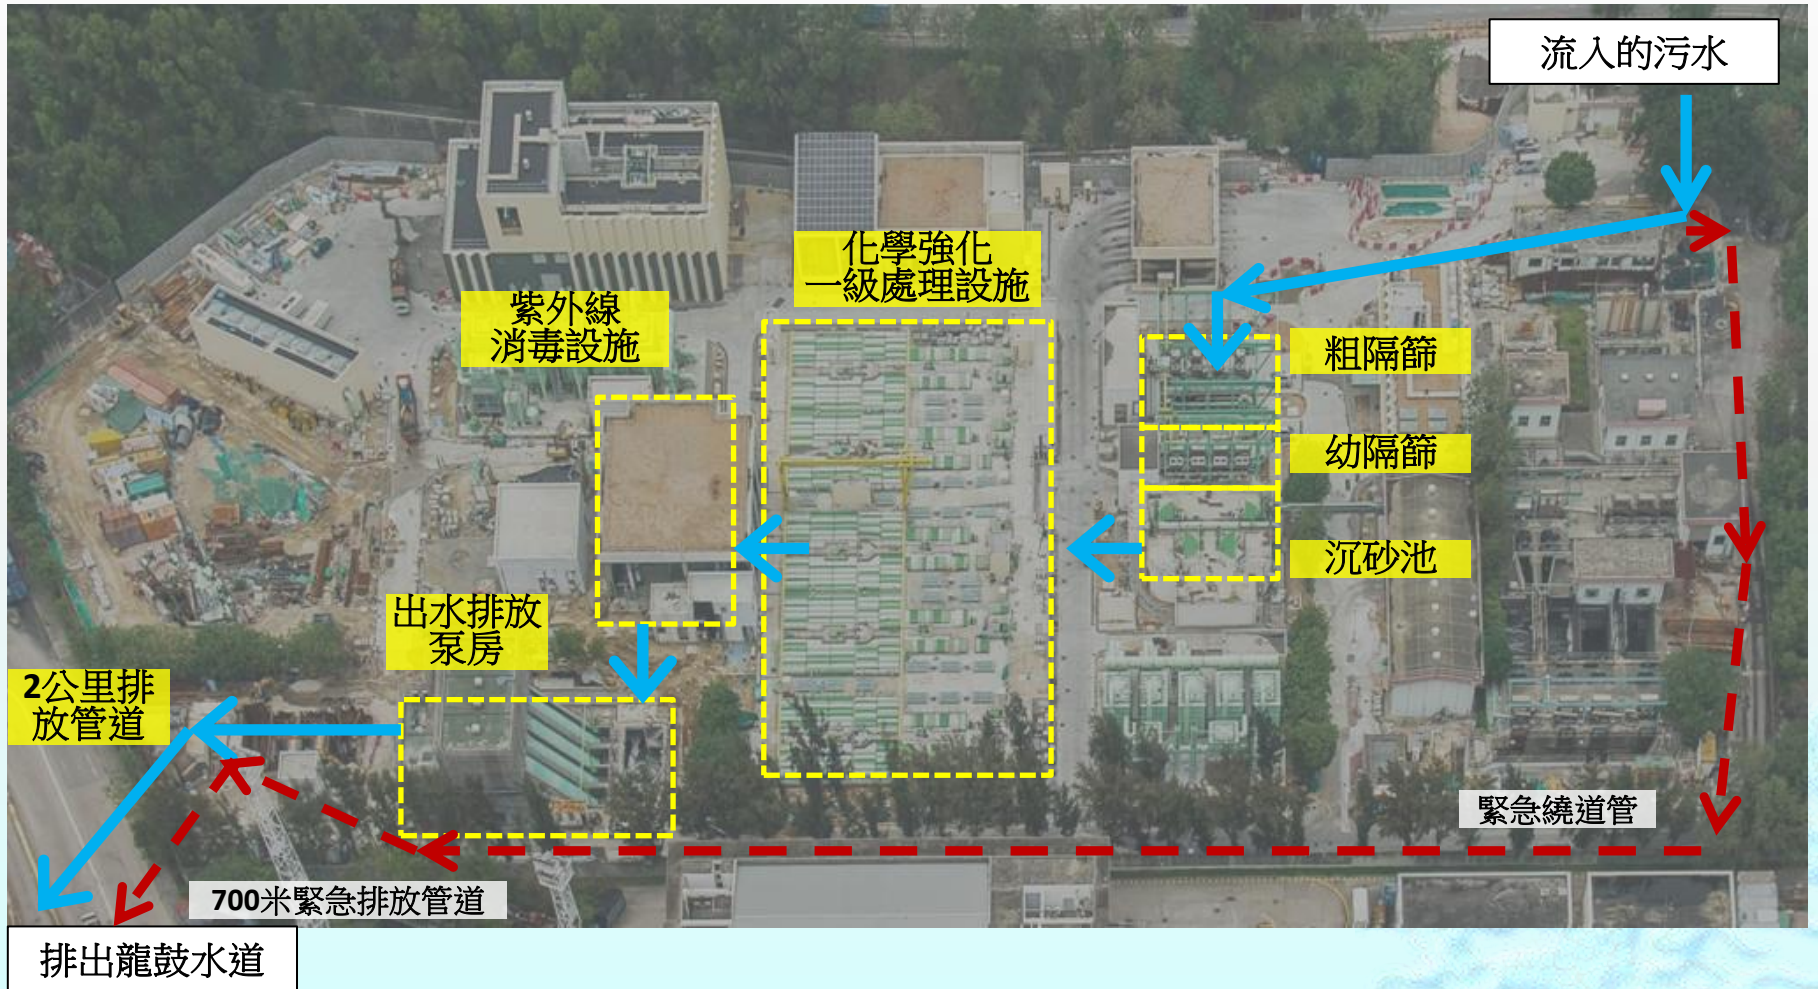 流入的污水
化學強化
一級處理設施
紫外線
消毒設施
粗隔篩
幼隔篩
沉砂池
出水排放
泵房
2公里排
放管道
緊急繞道管
700米緊急排放管道
排出龍鼓水道